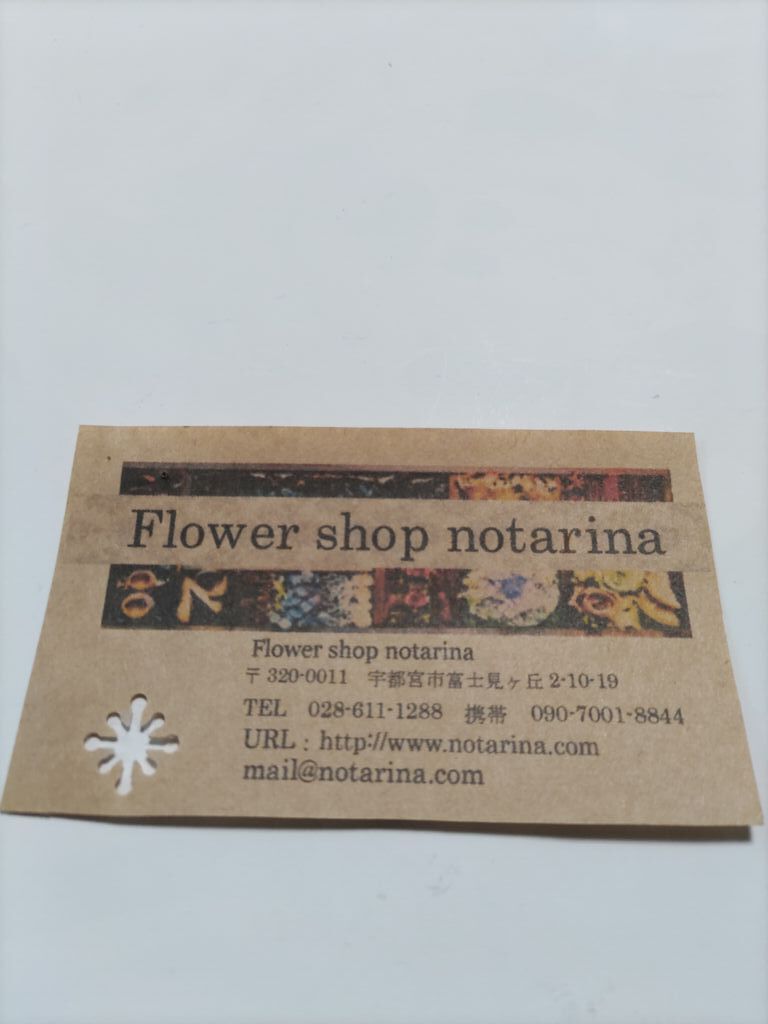 Flower shop notarina
Flower shop notarina
〒320-0011 宇都宮市富士見ヶ丘 2-10-19
TEL 028-611-1288 携帯 090-7001-8844
URL : http://www.notarina.com
mail@notarina.com